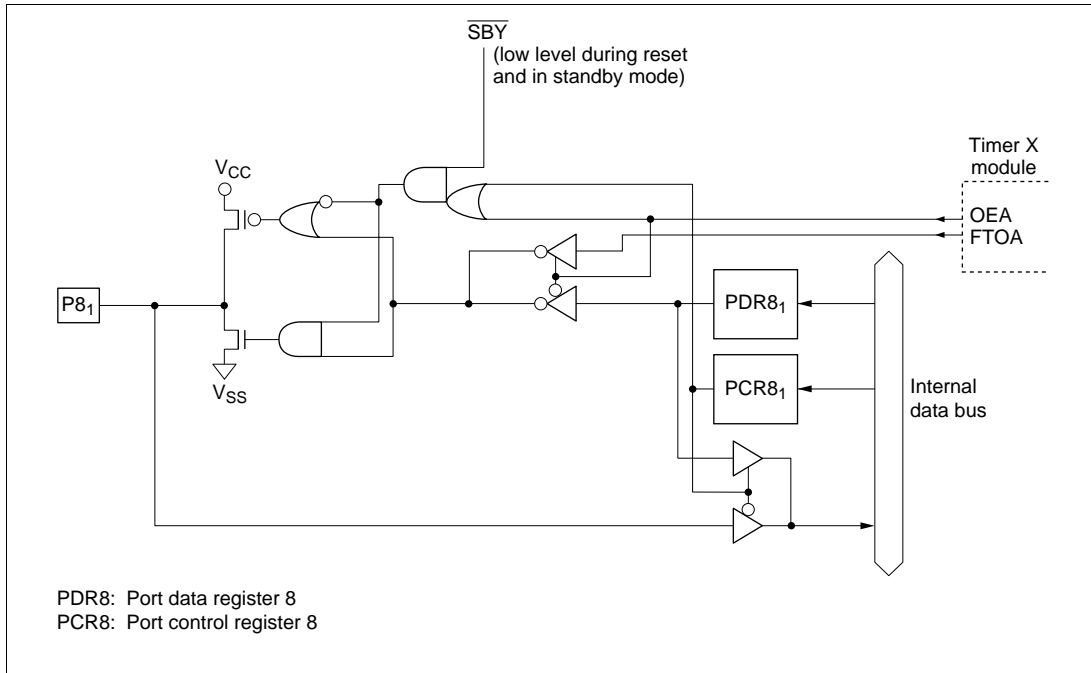 SBY
(low level during reset
and in standby mode)
Timer X
module
VCC
OEA
FTOA
P81
PDR81
VSS
PCR81
Internal
data bus
PDR8: Port data register 8
PCR8: Port control register 8